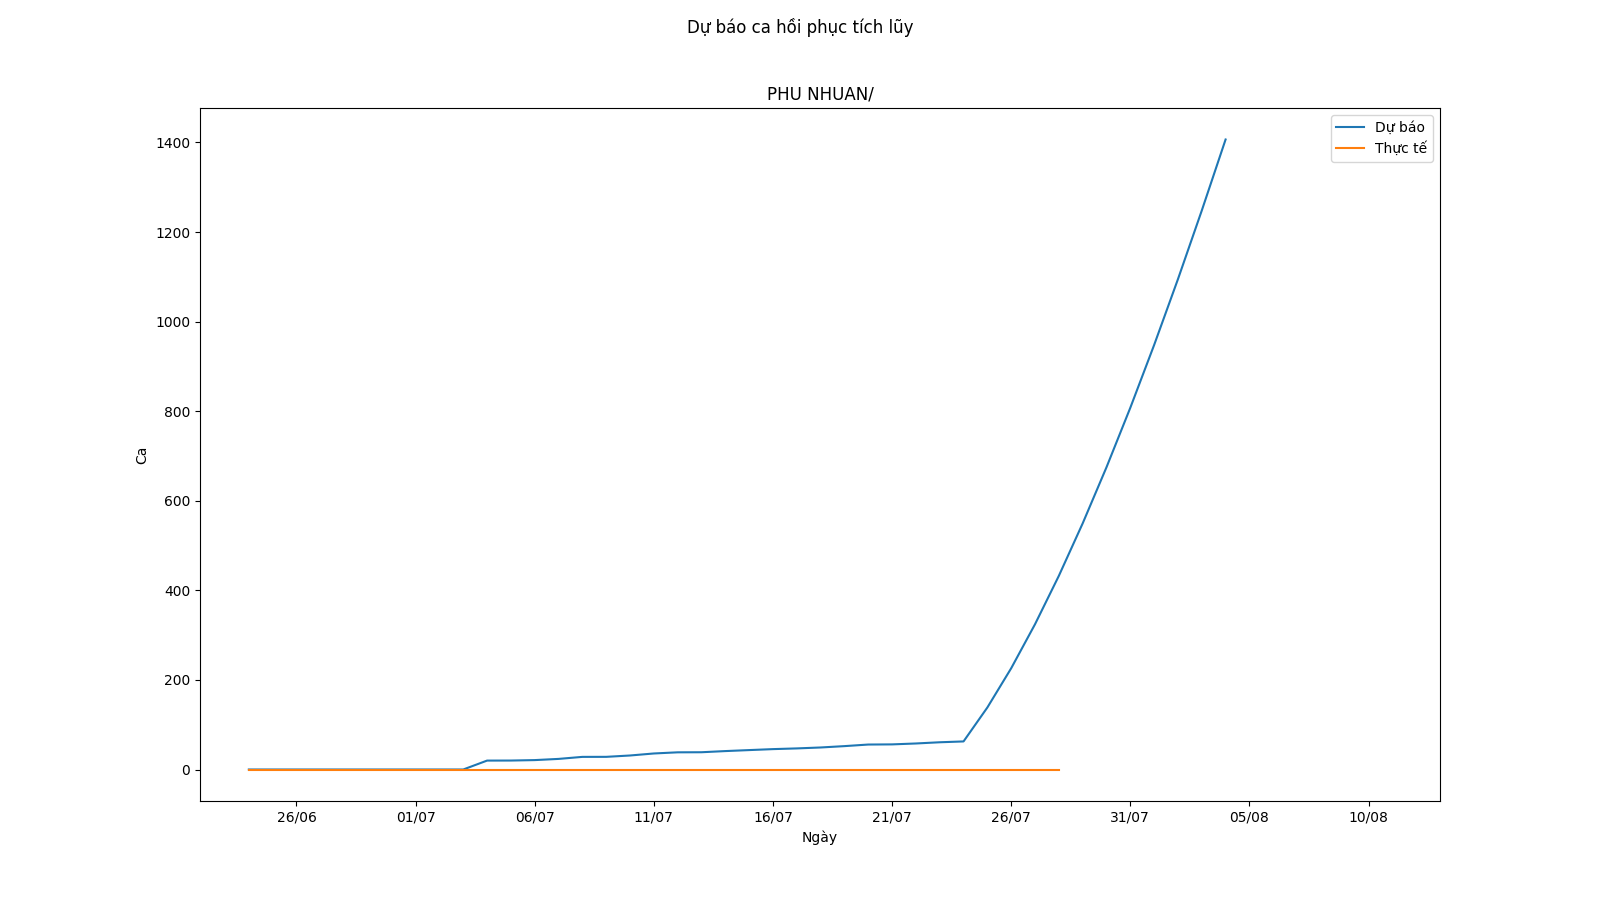 Dự báo ca hồi phục tích lũy
PHU NHUAN/
Dự báo
Thực tế
1400
1200
1000
800
600
400
200
0
Ca
26/06 01/07 06/07 11/07 16/07 21/07 26/07 31/07 05/08 10/08
Ngày